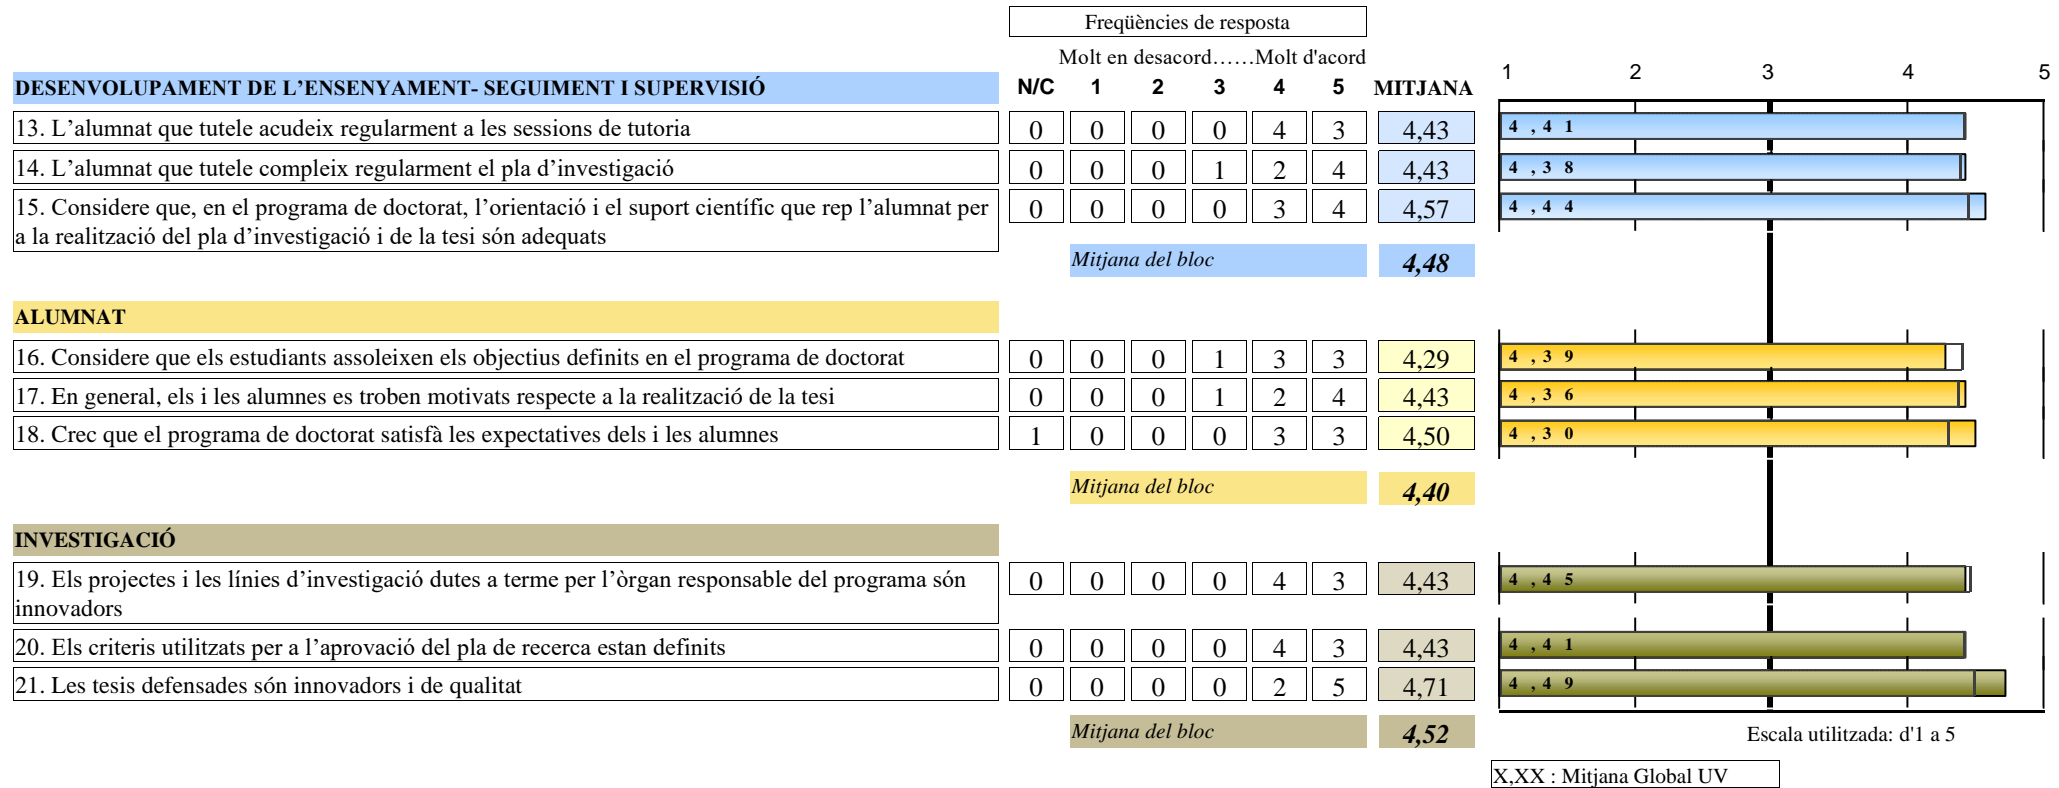 Freqüències de resposta
Molt en desacord……Molt d'acord
DESENVOLUPAMENT DE L’ENSENYAMENT- SEGUIMENT I SUPERVISIÓ N/C 1 2 3 4 5 MITJANA 1 2 3 4 5
13. L’alumnat que tutele acudeix regularment a les sessions de tutoria 0 0 0 0 4 3 4,43 4,41
14. L’alumnat que tutele compleix regularment el pla d’investigació 0 0 0 1 2 4 4,43 4,38
15. Considere que, en el programa de doctorat, l’orientació i el suport científic que rep l’alumnat per 0 0 0 0 3 4 4,57 4,44
a la realització del pla d’investigació i de la tesi són adequats
Mitjana del bloc 4,48
ALUMNAT
16. Considere que els estudiants assoleixen els objectius definits en el programa de doctorat 0 0 0 1 3 3 4,29 4,39
17. En general, els i les alumnes es troben motivats respecte a la realització de la tesi 0 0 0 1 2 4 4,43 4,36
18. Crec que el programa de doctorat satisfà les expectatives dels i les alumnes 1 0 0 0 3 3 4,50 4,30
Mitjana del bloc 4,40
INVESTIGACIÓ
19. Els projectes i les línies d’investigació dutes a terme per l’òrgan responsable del programa són 0 0 0 0 4 3 4,43 4,45
innovadors
20. Els criteris utilitzats per a l’aprovació del pla de recerca estan definits 0 0 0 0 4 3 4,43 4,41
21. Les tesis defensades són innovadors i de qualitat 0 0 0 0 2 5 4,71 4,49
Mitjana del bloc 4,52
Escala utilitzada: d'1 a 5
X,XX : Mitjana Global UV